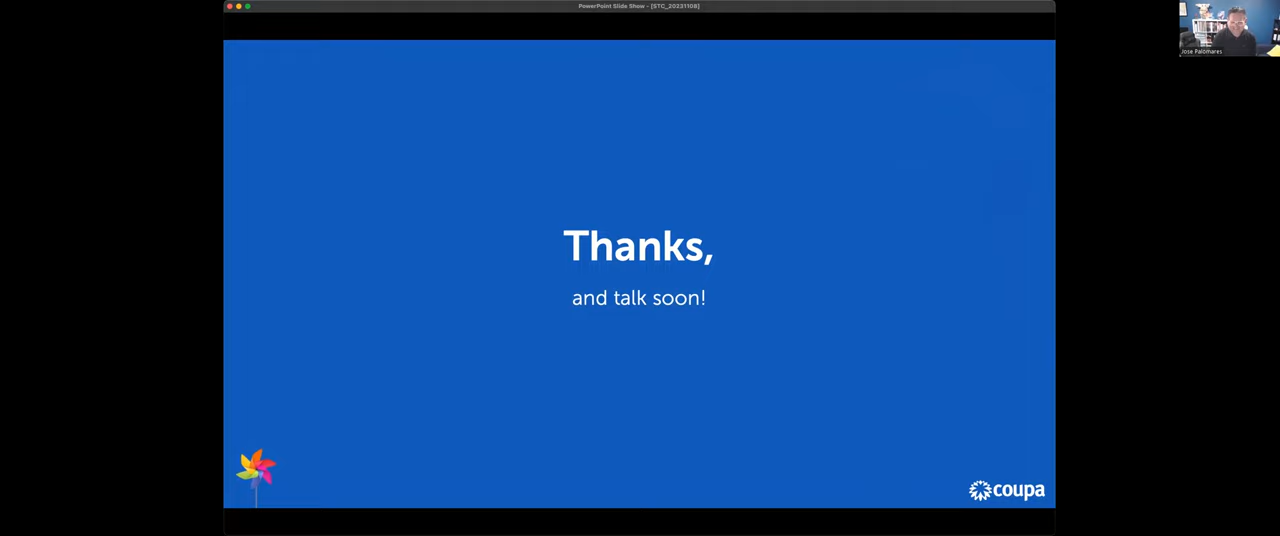 PowerPoint Slide Show - [STC_20231108]
Jose Palomares
Thanks,
and talk soon!
coupa